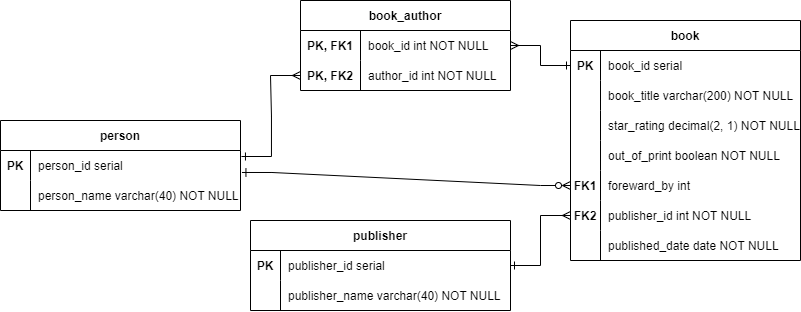 book_author
PK, FK1 book_id int NOT NULL
PK, FK2 author_id int NOT NULL
book
PK book_id serial
book_title varchar(200) NOT NULL
star_rating decimal(2, 1) NOT NULL
out_of_print boolean NOT NULL
FK1 foreward_by int
FK2 publisher_id int NOT NULL
published_date date NOT NULL
person
PK person_id serial
person_name varchar(40) NOT NULL
publisher
PK publisher_id serial
publisher_name varchar(40) NOT NULL